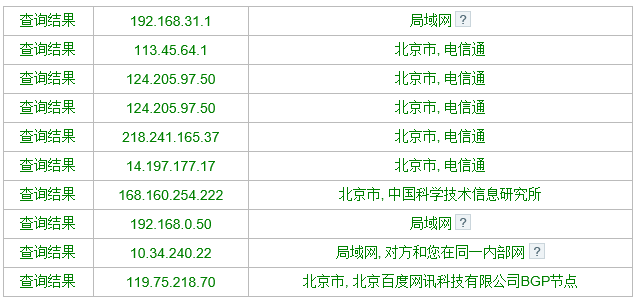 查询结果 192.168.31.1 局域网 ?
查询结果 113.45.64.1 北京市, 电信通
查询结果 124.205.97.50 北京市, 电信通
查询结果 124.205.97.50 北京市, 电信通
查询结果 218.241.165.37 北京市, 电信通
查询结果 14.197.177.17 北京市, 电信通
查询结果 168.160.254.222 北京市, 中国科学技术信息研究所
查询结果 192.168.0.50 局域网 ?
查询结果 10.34.240.22 局域网, 对方和您在同一内部网 ?
查询结果 119.75.218.70 北京市, 北京百度网讯科技有限公司BGP节点